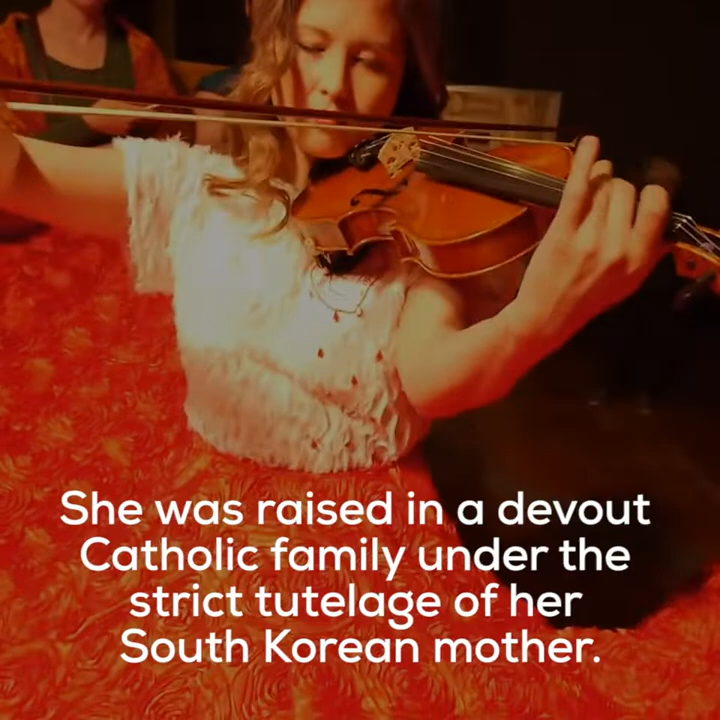 She was raised in a devout
Catholic family under the
strict tutelage of her
South Korean mother.